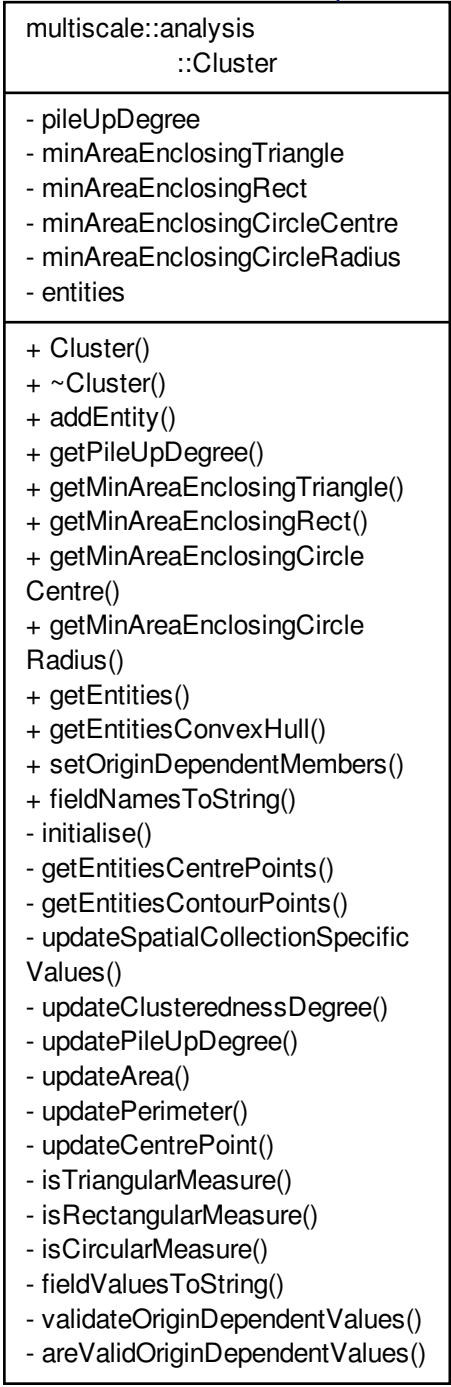 multiscale::analysis
::Cluster
- pileUpDegree
- minAreaEnclosingTriangle
- minAreaEnclosingRect
- minAreaEnclosingCircleCentre
- minAreaEnclosingCircleRadius
- entities
+ Cluster()
+ ~Cluster()
+ addEntity()
+ getPileUpDegree()
+ getMinAreaEnclosingTriangle()
+ getMinAreaEnclosingRect()
+ getMinAreaEnclosingCircle
Centre()
+ getMinAreaEnclosingCircle
Radius()
+ getEntities()
+ getEntitiesConvexHull()
+ setOriginDependentMembers()
+ fieldNamesToString()
- initialise()
- getEntitiesCentrePoints()
- getEntitiesContourPoints()
- updateSpatialCollectionSpecific
Values()
- updateClusterednessDegree()
- updatePileUpDegree()
- updateArea()
- updatePerimeter()
- updateCentrePoint()
- isTriangularMeasure()
- isRectangularMeasure()
- isCircularMeasure()
- fieldValuesToString()
- validateOriginDependentValues()
- areValidOriginDependentValues()